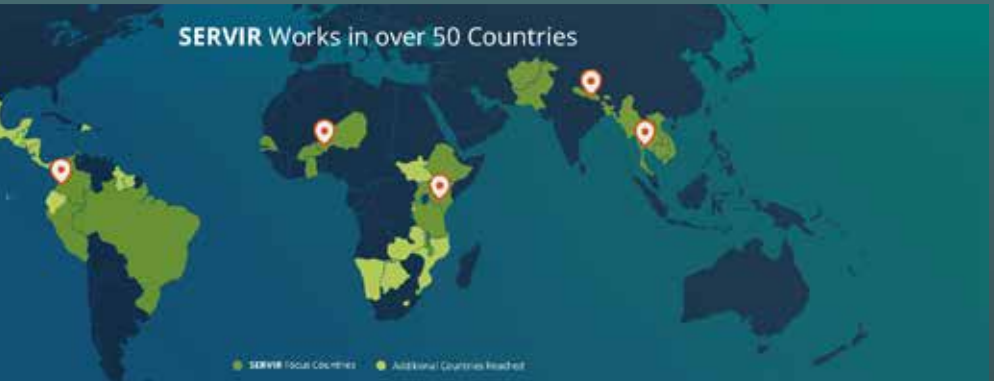 SERVIR Works in over 50 Countries
SERVIR Focus Countries
Additional Countries Reached